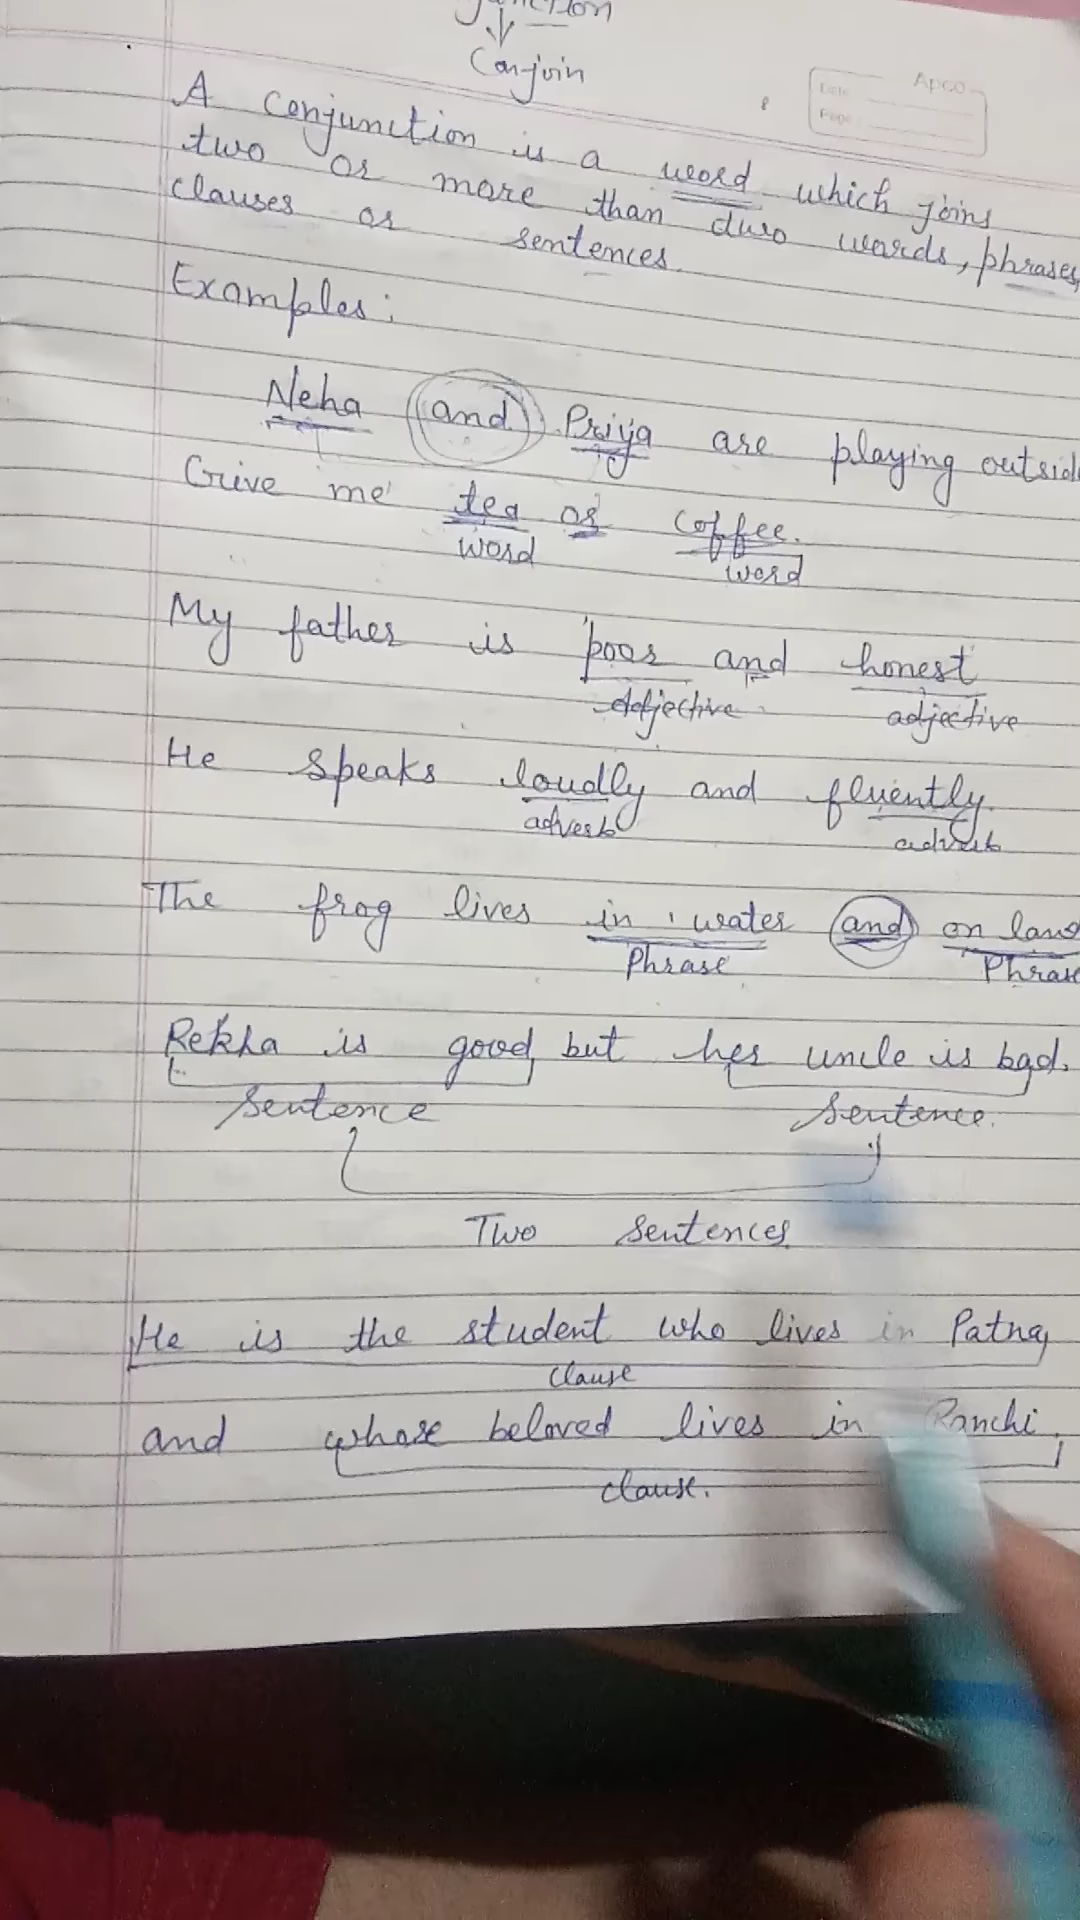 Conjoin
Apco
Date
Page
A conjunction is a word which joins
two or more than two words, phrases,
clauses or sentences.
Examples:
Neha and Priya are playing outsid
Give me tea or coffee.
word word
My father is poor and honest
adjective adjective
He speaks loudly and fluently.
adverb adverb
The frog lives in water and on land
Phrase Phrase
Rekha is good, but her uncle is bad.
Sentence Sentence.
Two Sentences
He is the student who lives in Patna,
clause
and whose beloved lives in Ranchi.
clause.